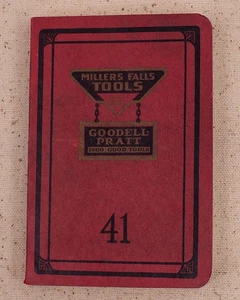 MILLERS FALLS
TOOLS
GOODELL-
PRATT
1500 GOOD TOOLS
41